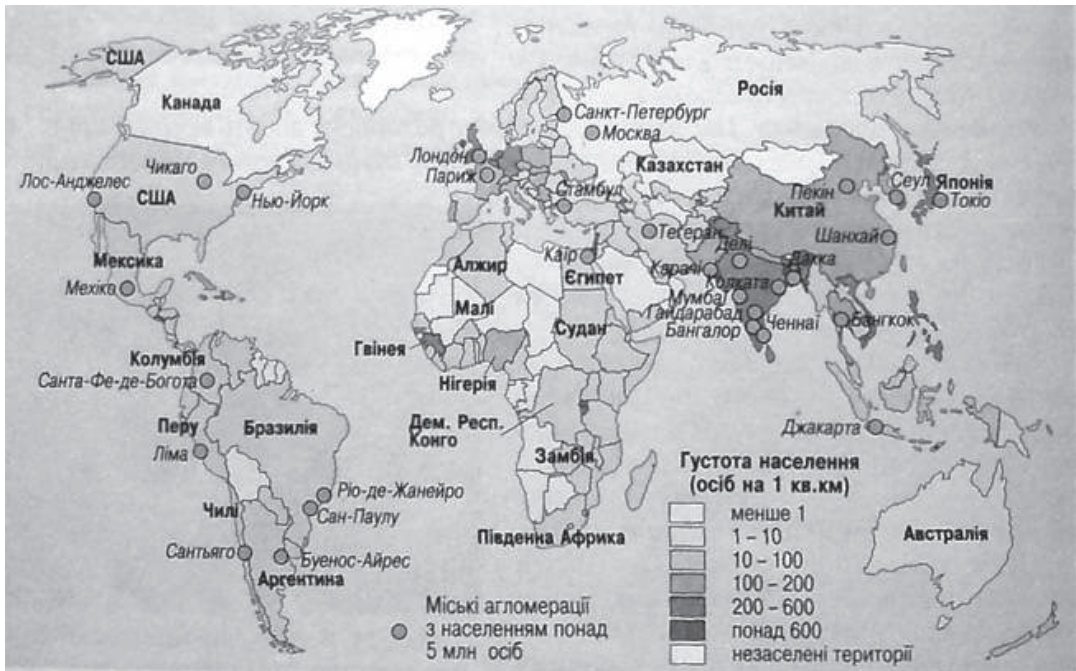 США
Канада
Росія
Санкт-Петербург
Москва
Лондон
Париж
Казахстан
Чикаго
Лос-Анджелес
США
Нью-Йорк
Стамбул
Пекін
Сеул
Японія
Токіо
Китай
Тегеран
Шанхай
Делі
Дакка
Каїр
Алжир
Єгипет
Карачі
Колката
Мексика
Мехіко
Малі
Мумбаї
Гайдарабад
Ченнаї
Бангкок
Судан
Бангалор
Гвінея
Колумбія
Нігерія
Санта-Фе-де-Богота
Перу
Бразилія
Дем. Респ.
Конго
Джакарта
Ліма
Замбія
Густота населення
(осіб на 1 кв.км)
Ріо-де-Жанейро
Чилі
Сан-Паулу
менше 1
1 – 10
Південна Африка
Австралія
Сантьяго
Буенос-Айрес
10 – 100
Аргентина
100 – 200
Міські агломерації
з населенням понад
5 млн осіб
200 – 600
понад 600
незаселені території